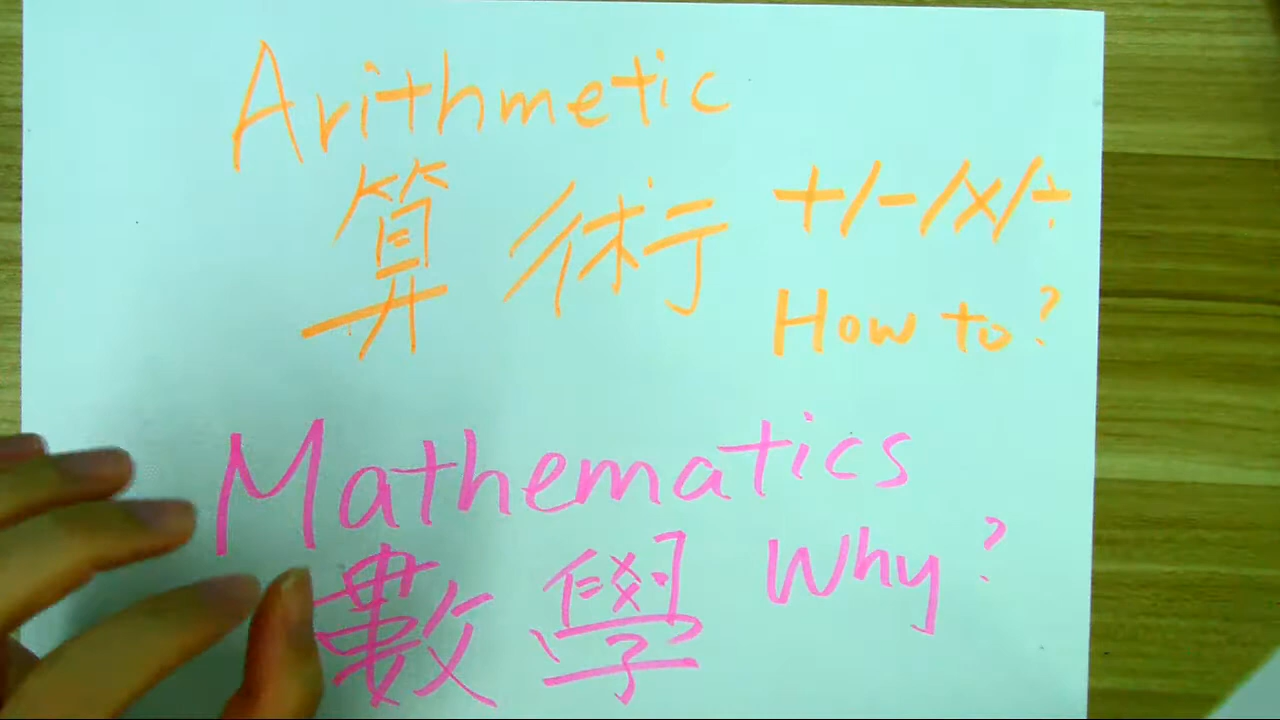 Arithmetic
算術 +/-/×/÷
How to?
Mathematics
數學 Why?